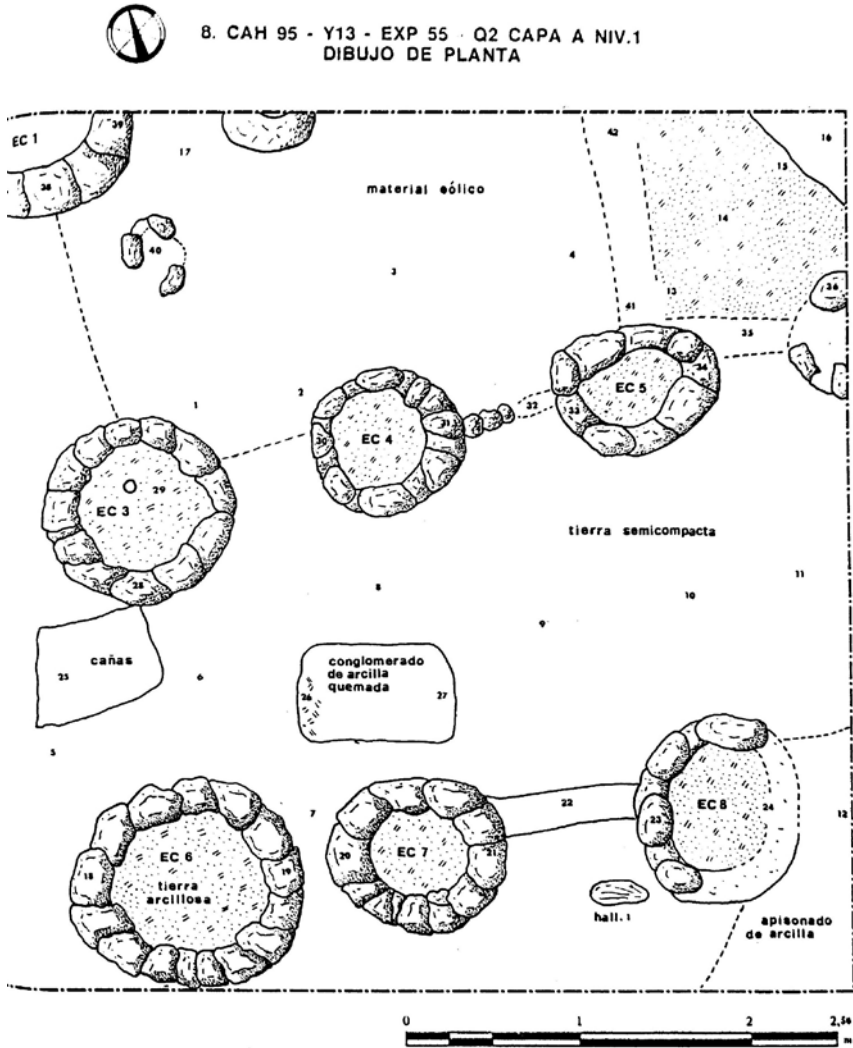 8. CAH 95 - Y13 - EXP 55 - Q2 CAPA A NIV.1
DIBUJO DE PLANTA
EC 1
39
38
17
42
16
15
material eólico
14
40
3
4
13
36
41
35
EC 5
34
1
2
32
33
EC 4
31
30
29
EC 3
tierra semicompacta
28
8
11
10
9
cañas
25
6
conglomerado
de arcilla
quemada
26
27
5
7
22
EC 8
24
12
23
EC 6
18
19
tierra
arcillosa
20
EC 7
21
hall. 1
apisonado
de arcilla
0
1
2
2,50
m